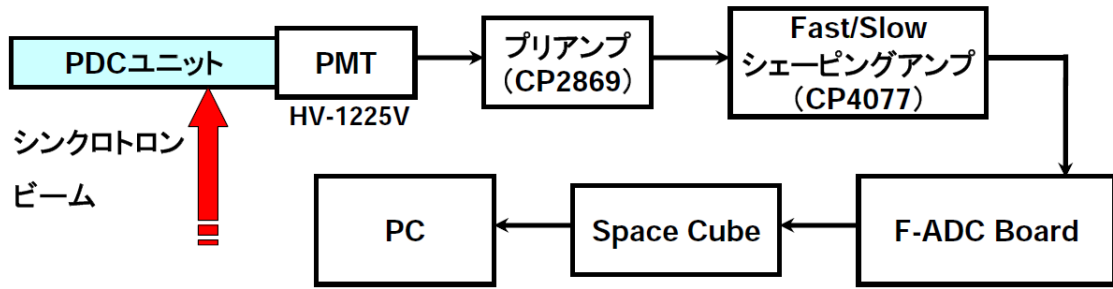 PDCユニット
PMT
HV-1225V
プリアンプ
（CP2869）
Fast/Slow
シェーピングアンプ
（CP4077）
シンクロトロン
ビーム
PC
Space Cube
F-ADC Board